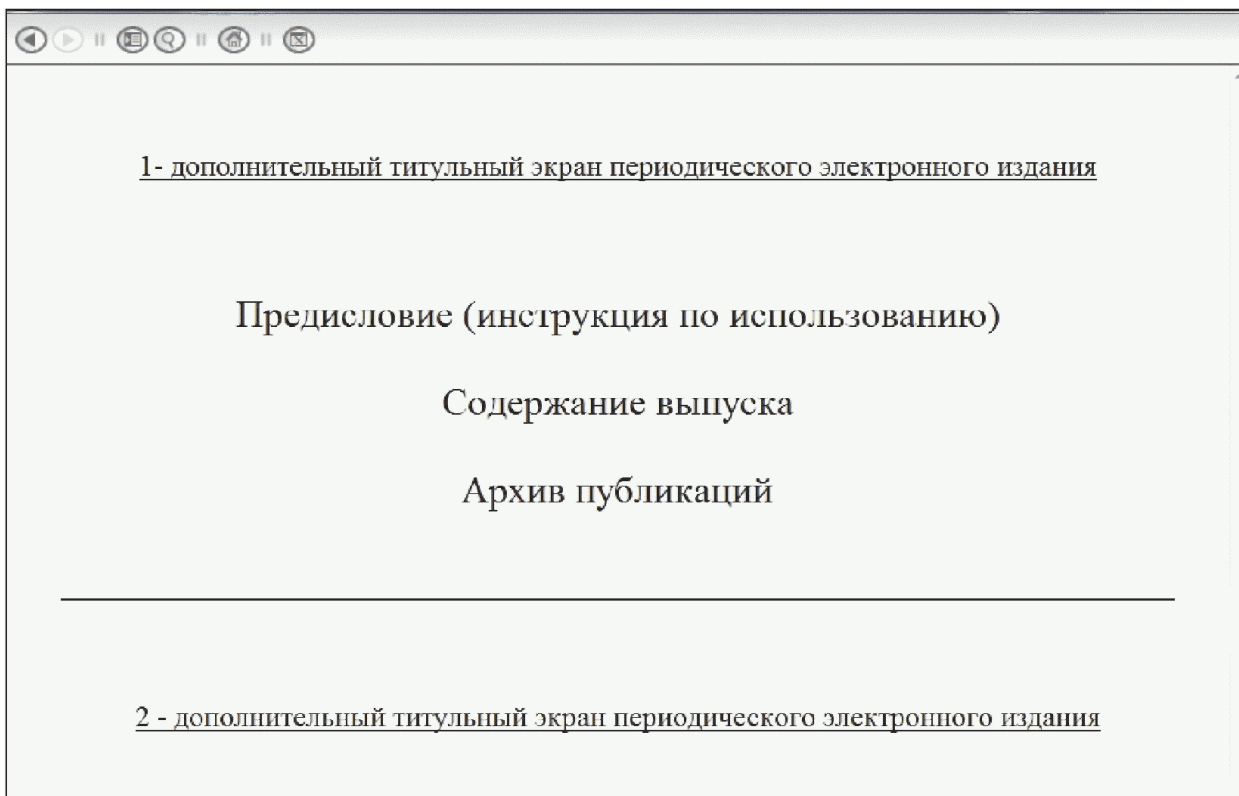 1- дополнительный титульный экран периодического электронного издания
Предисловие (инструкция по использованию)
Содержание выпуска
Архив публикаций
2 - дополнительный титульный экран периодического электронного издания